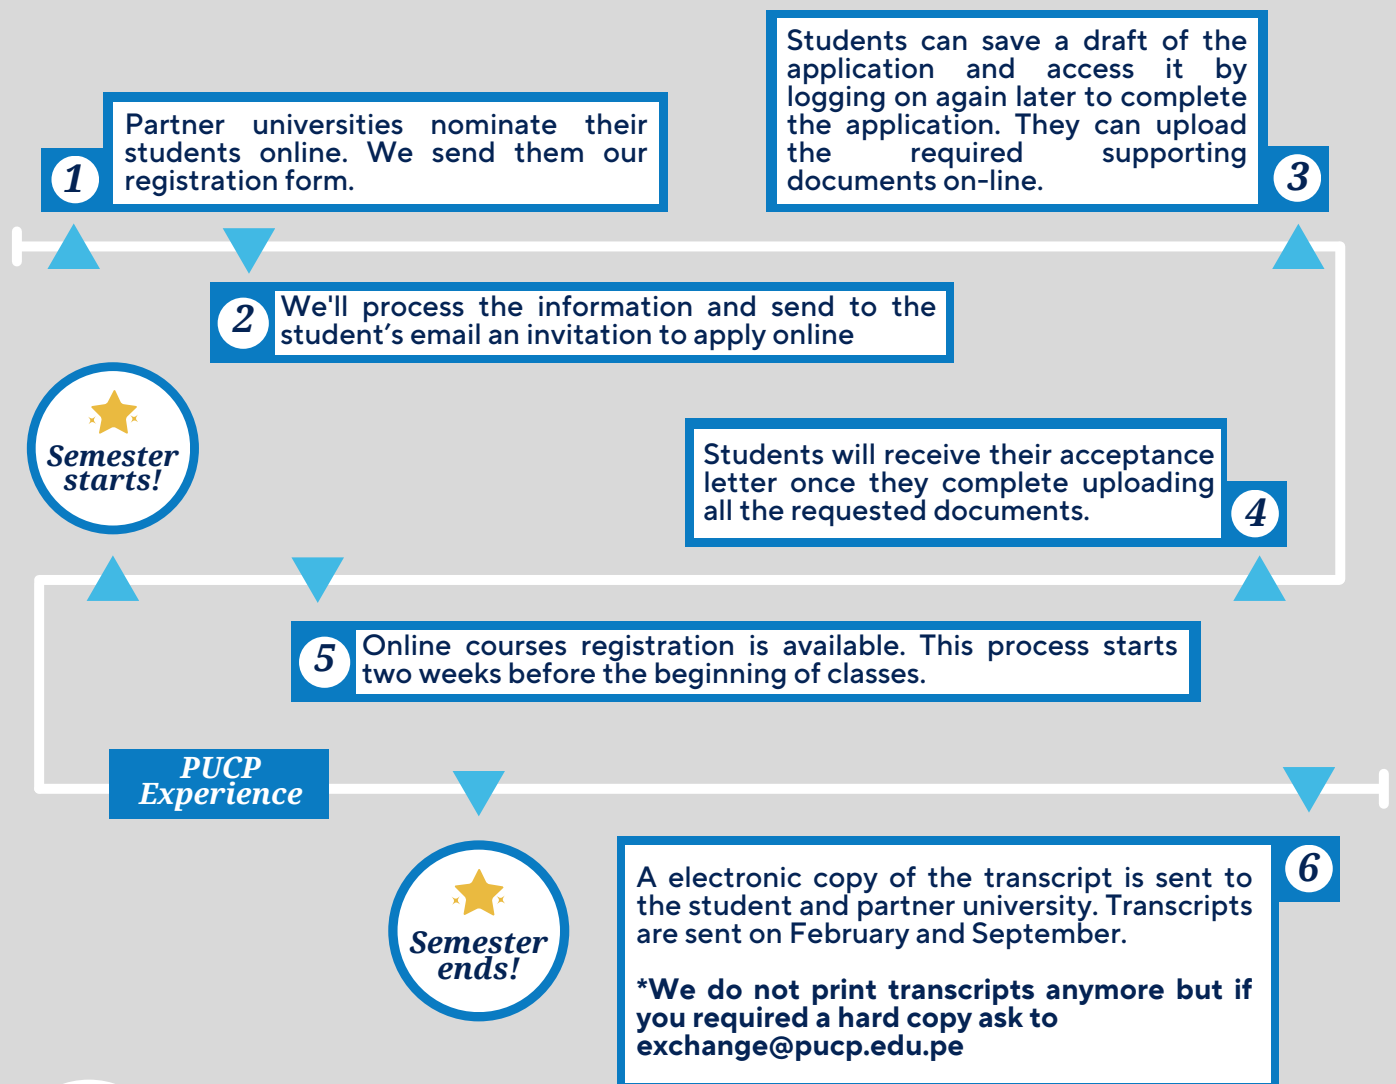 1
Partner universities nominate their
students online. We send them our
registration form.
2
We'll process the information and send to the
student’s email an invitation to apply online
Students can save a draft of the
application and access it by
logging on again later to complete
the application. They can upload
the required supporting
documents on-line.
3
Students will receive their acceptance
letter once they complete uploading
all the requested documents.
4
5
Online courses registration is available. This process starts
two weeks before the beginning of classes.
Semester
starts!
PUCP
Experience
Semester
ends!
6
A electronic copy of the transcript is sent to
the student and partner university. Transcripts
are sent on February and September.
*We do not print transcripts anymore but if
you required a hard copy ask to
exchange@pucp.edu.pe